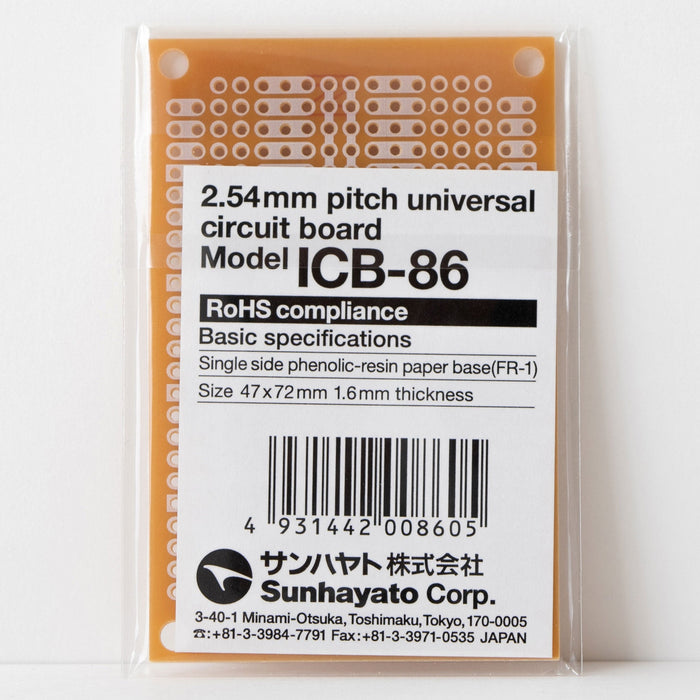 2.54mm pitch universal
circuit board
Model ICB-86
RoHS compliance
Basic specifications
Single side phenolic-resin paper base(FR-1)
Size 47x72mm 1.6mm thickness
4 931442 008605
サンハヤト株式会社
Sunhayato Corp.
3-40-1 Minami-Otsuka,Toshimaku,Tokyo,170-0005
☎:+81-3-3984-7791 Fax:+81-3-3971-0535 JAPAN